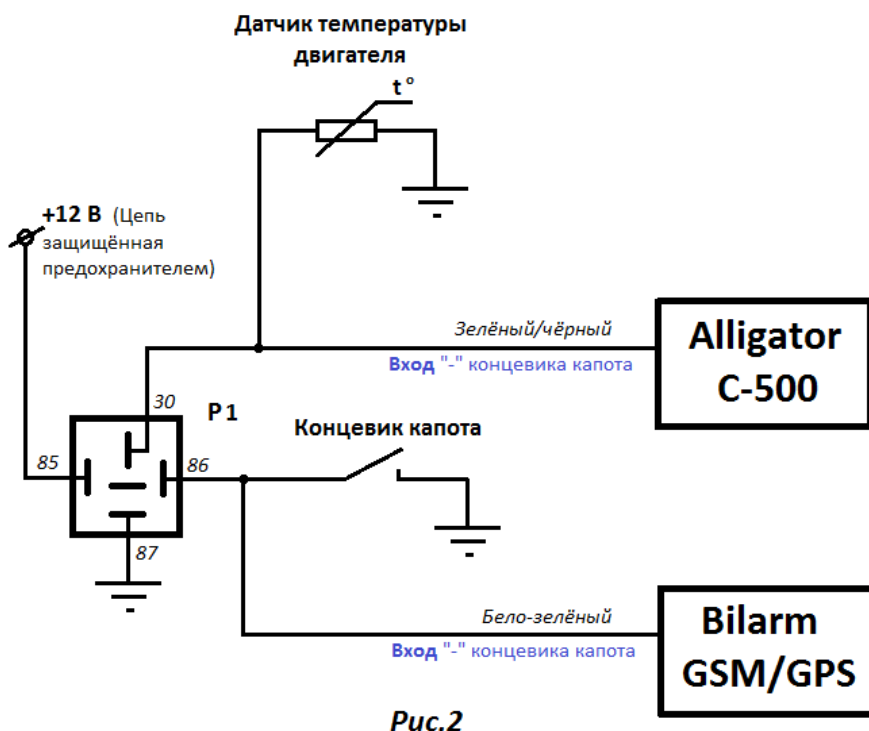 Датчик температуры
двигателя
t°
+12 В (Цепь
защищённая
предохранителем)
Зелёный/чёрный
Вход "-" концевика капота
Alligator
C-500
30
P1
85
86
Концевик капота
87
Бело-зелёный
Вход "-" концевика капота
Bilarm
GSM/GPS
Рис.2